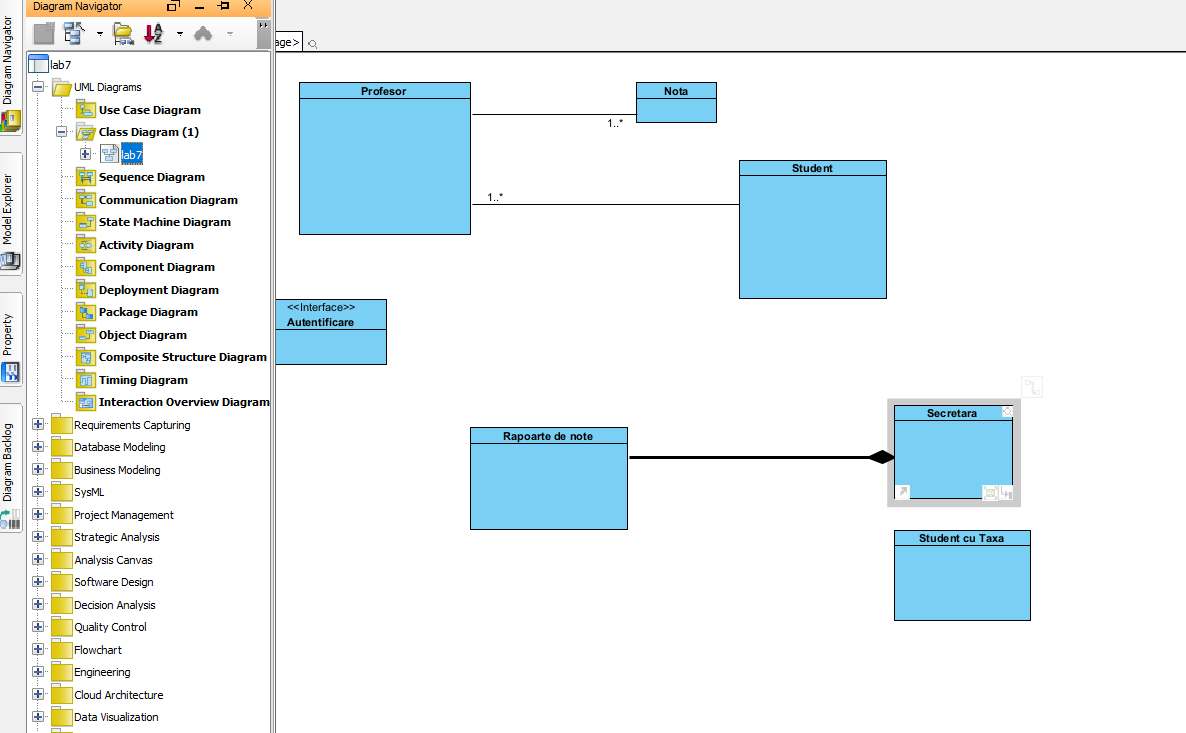 Diagram Navigator
Diagram Navigator
Model Explorer
Property
Diagram Backlog
lab7
UML Diagrams
Use Case Diagram
Class Diagram (1)
lab7
Sequence Diagram
Communication Diagram
State Machine Diagram
Activity Diagram
Component Diagram
Deployment Diagram
Package Diagram
Object Diagram
Composite Structure Diagram
Timing Diagram
Interaction Overview Diagram
Requirements Capturing
Database Modeling
Business Modeling
SysML
Project Management
Strategic Analysis
Analysis Canvas
Software Design
Decision Analysis
Quality Control
Flowchart
Engineering
Cloud Architecture
Data Visualization
age>
Profesor
Nota
1..*
Student
1..*
<<Interface>>
Autentificare
Secretara
Rapoarte de note
Student cu Taxa